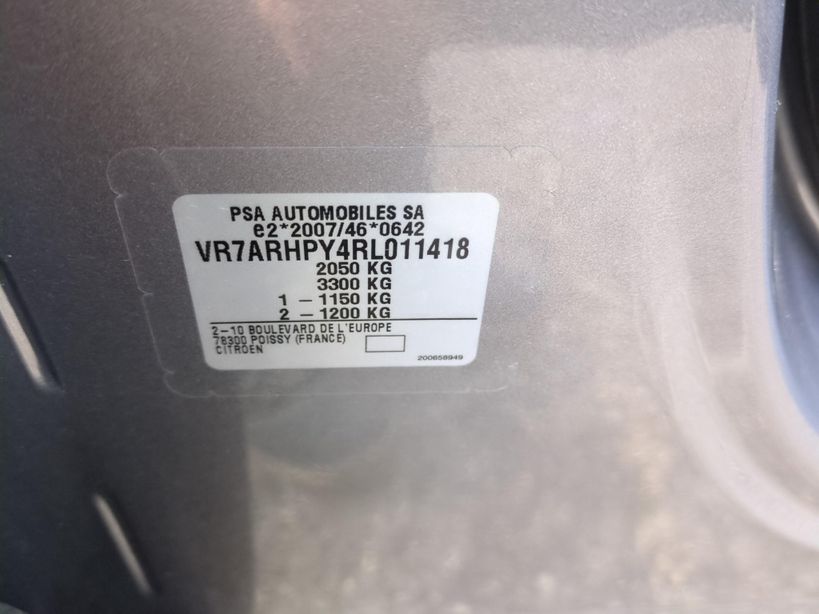 PSA AUTOMOBILES SA
e2*2007/46*0642
VR7ARHPY4RL011418
2050 KG
3300 KG
1 - 1150 KG
2 - 1200 KG
2-10 BOULEVARD DE L'EUROPE
78300 POISSY (FRANCE)
CITROEN
200658949